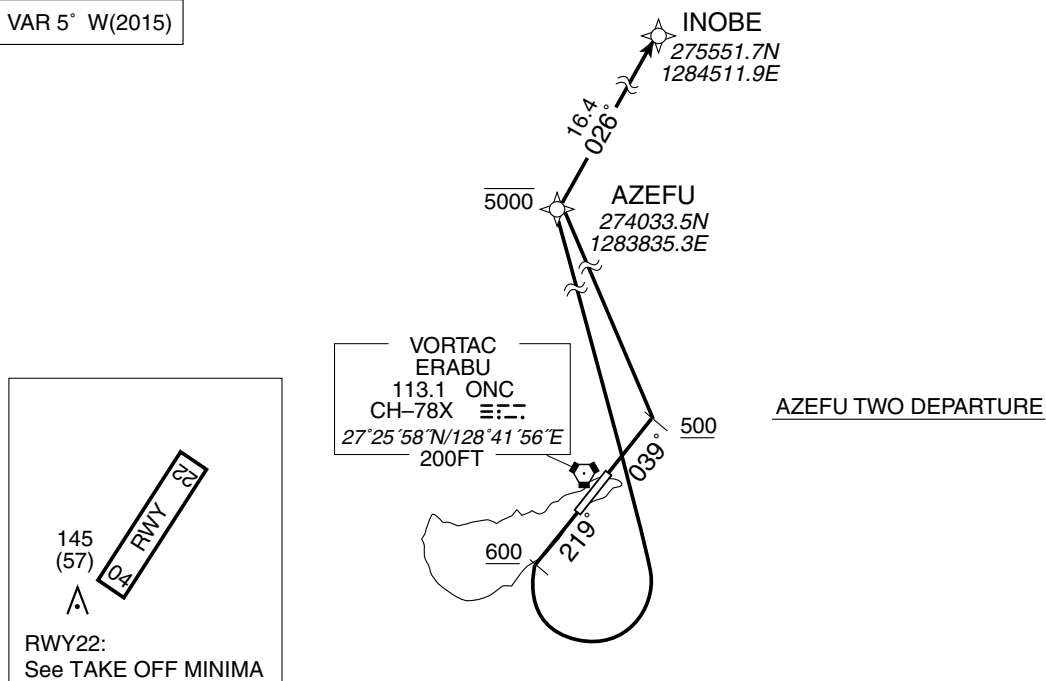 VAR 5° W(2015)
INOBE
275551.7N
1284511.9E
16.4
026°
5000
AZEFU
274033.5N
1283835.3E
VORTAC
ERABU
113.1 ONC
CH–78X
27°25´58˝N/128°41´56˝E
200FT
AZEFU TWO DEPARTURE
500
039°
600
219°
22
RWY
04
145
(57)
RWY22:
See TAKE OFF MINIMA